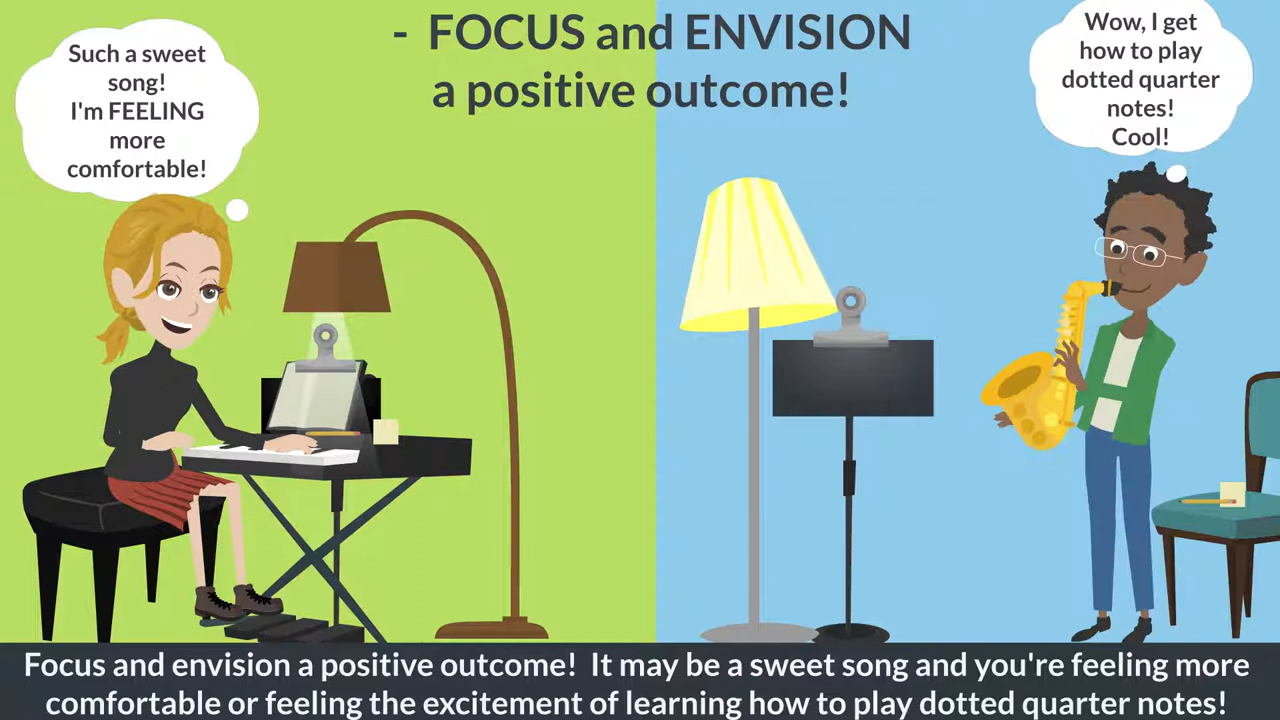 - FOCUS and ENVISION
a positive outcome!
Such a sweet
song!
I'm FEELING
more
comfortable!
Wow, I get
how to play
dotted quarter
notes!
Cool!
Focus and envision a positive outcome! It may be a sweet song and you're feeling more
comfortable or feeling the excitement of learning how to play dotted quarter notes!